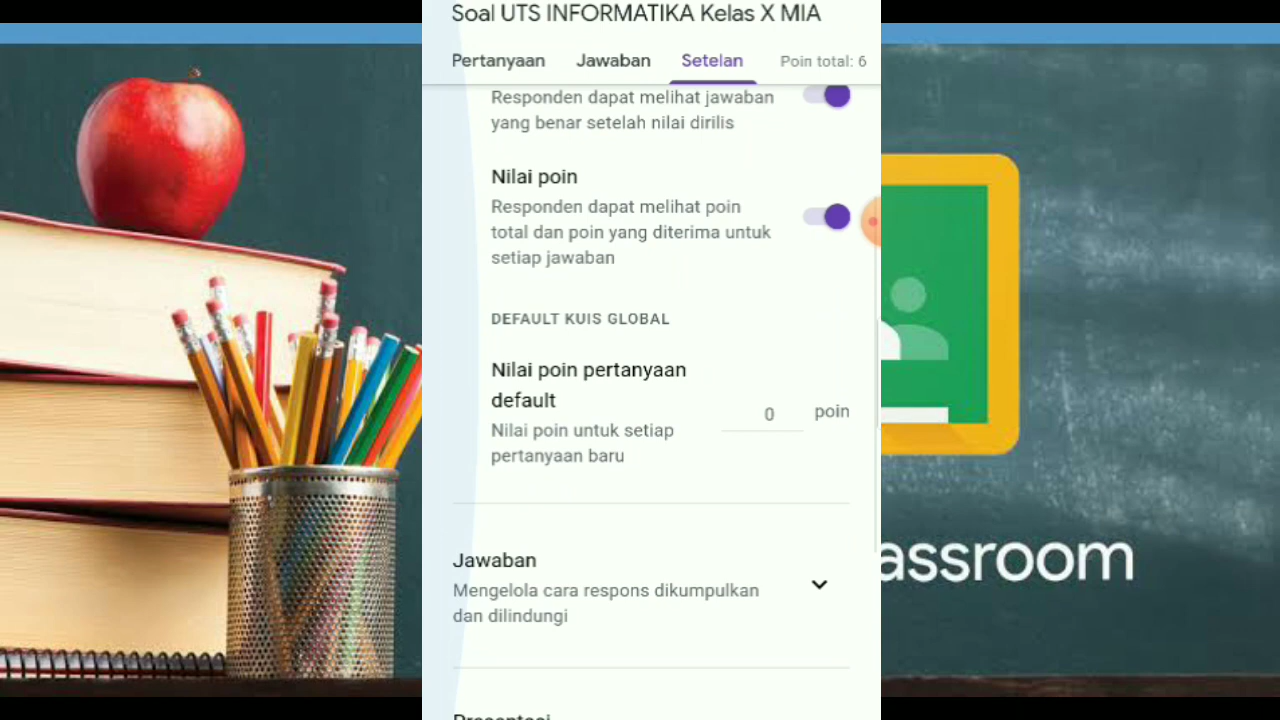 Soal UTS INFORMATIKA Kelas X MIA
Pertanyaan Jawaban Setelan Poin total: 6
Responden dapat melihat jawaban
yang benar setelah nilai dirilis
Nilai poin
Responden dapat melihat poin
total dan poin yang diterima untuk
setiap jawaban
DEFAULT KUIS GLOBAL
Nilai poin pertanyaan
default
0 poin
Nilai poin untuk setiap
pertanyaan baru
Jawaban
Mengelola cara respons dikumpulkan
dan dilindungi
Presentasi
assroom